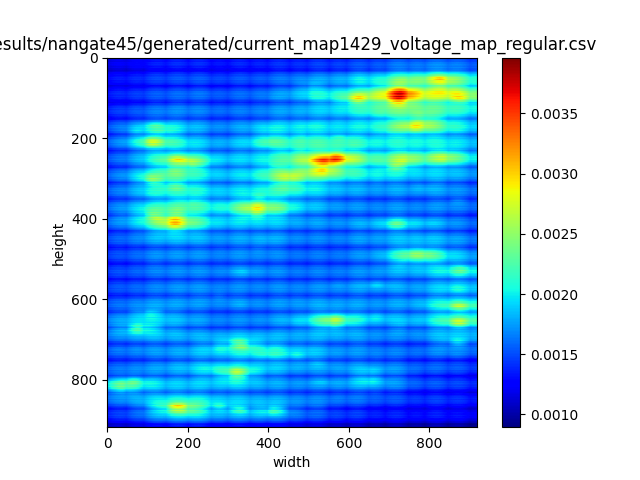 esults/nangate45/generated/current_map1429_voltage_map_regular.csv
0
200
400
600
800
height
0 200 400 600 800
width
0.0035
0.0030
0.0025
0.0020
0.0015
0.0010